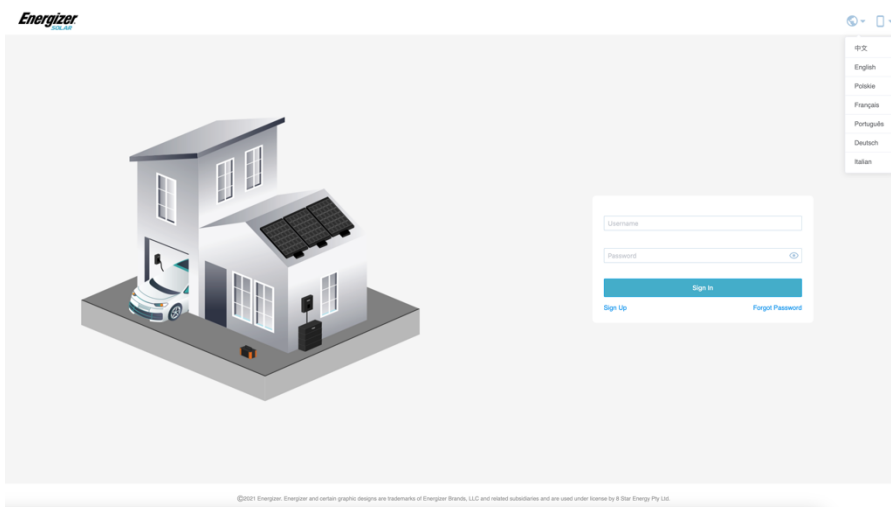 Energizer
SOLAR
中文
English
Polskie
Français
Português
Deutsch
Italian
Username
Password
Sign In
Sign Up
Forgot Password
©2021 Energizer. Energizer and certain graphic designs are trademarks of Energizer Brands, LLC and related subsidiaries and are used under license by 8 Star Energy Pty Ltd.